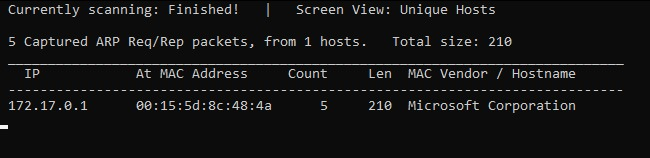 Currently scanning: Finished!   |   Screen View: Unique Hosts
5 Captured ARP Req/Rep packets, from 1 hosts.   Total size: 210
_____________________________________________________________________________
IP            At MAC Address     Count     Len  MAC Vendor / Hostname
-----------------------------------------------------------------------------
172.17.0.1      00:15:5d:8c:48:4a      5     210  Microsoft Corporation